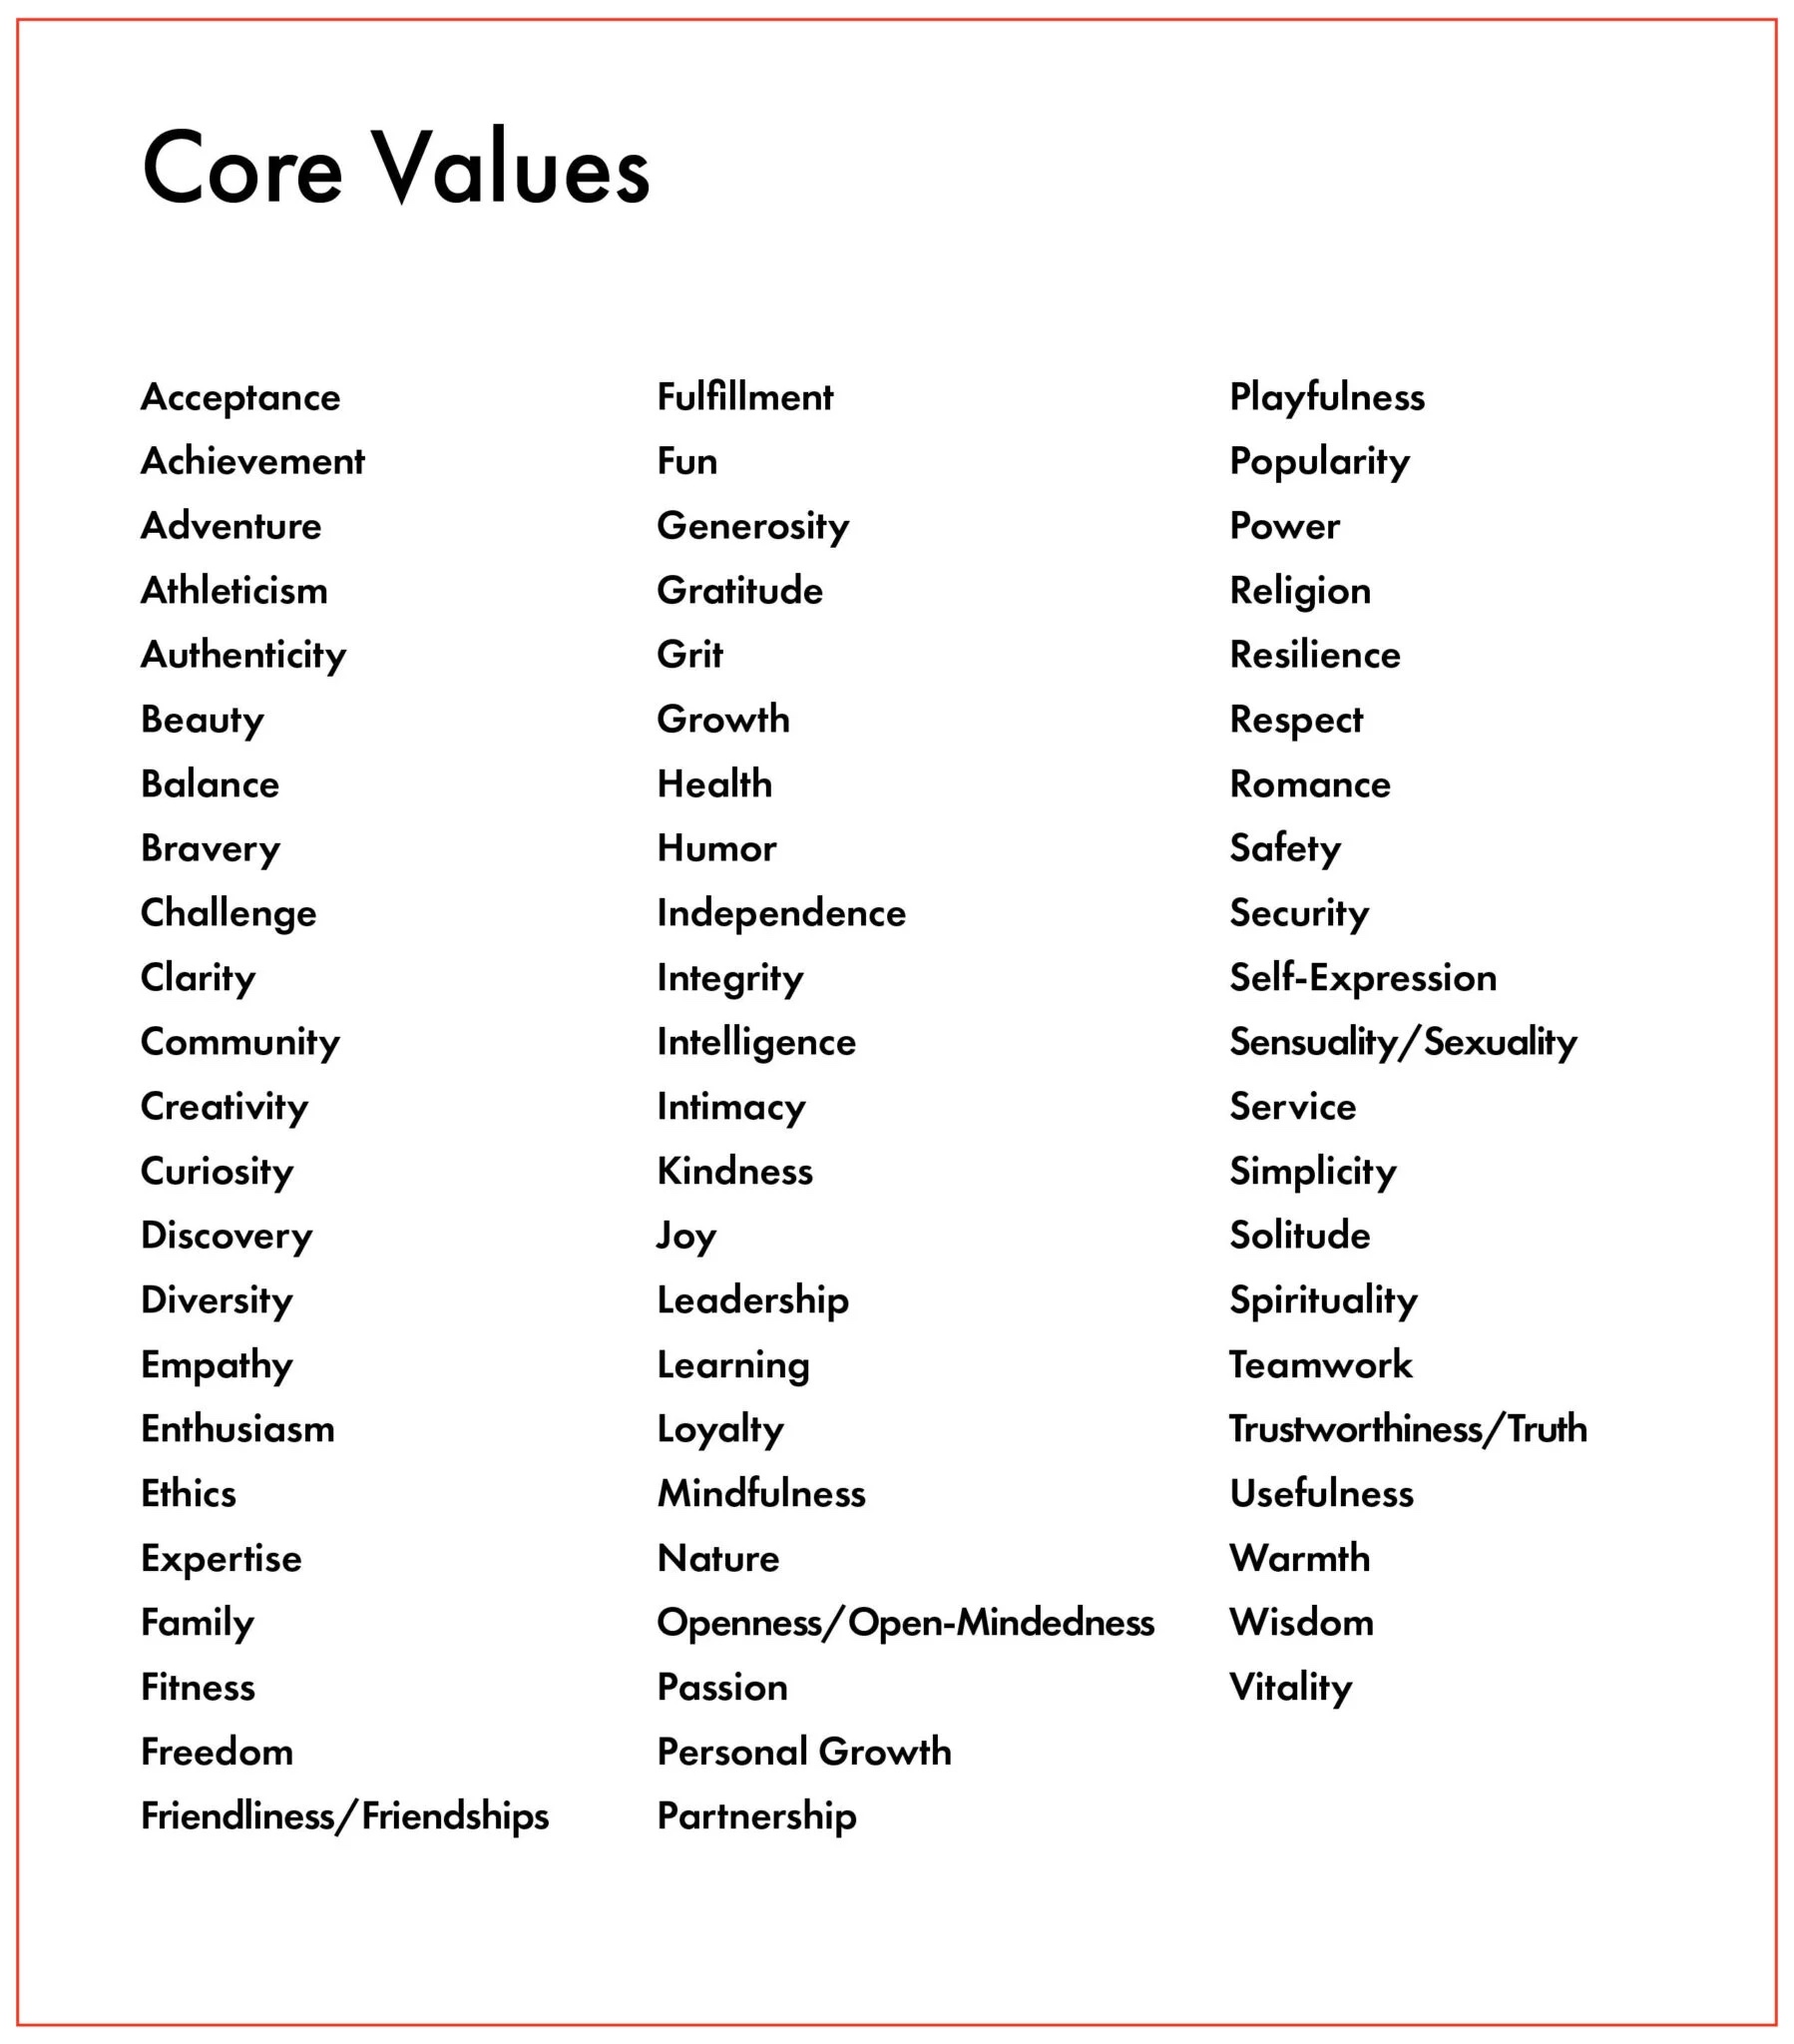 Core Values
Acceptance
Achievement
Adventure
Athleticism
Authenticity
Beauty
Balance
Bravery
Challenge
Clarity
Community
Creativity
Curiosity
Discovery
Diversity
Empathy
Enthusiasm
Ethics
Expertise
Family
Fitness
Freedom
Friendliness/Friendships
Fulfillment
Fun
Generosity
Gratitude
Grit
Growth
Health
Humor
Independence
Integrity
Intelligence
Intimacy
Kindness
Joy
Leadership
Learning
Loyalty
Mindfulness
Nature
Openness/Open-Mindedness
Passion
Personal Growth
Partnership
Playfulness
Popularity
Power
Religion
Resilience
Respect
Romance
Safety
Security
Self-Expression
Sensuality/Sexuality
Service
Simplicity
Solitude
Spirituality
Teamwork
Trustworthiness/Truth
Usefulness
Warmth
Wisdom
Vitality